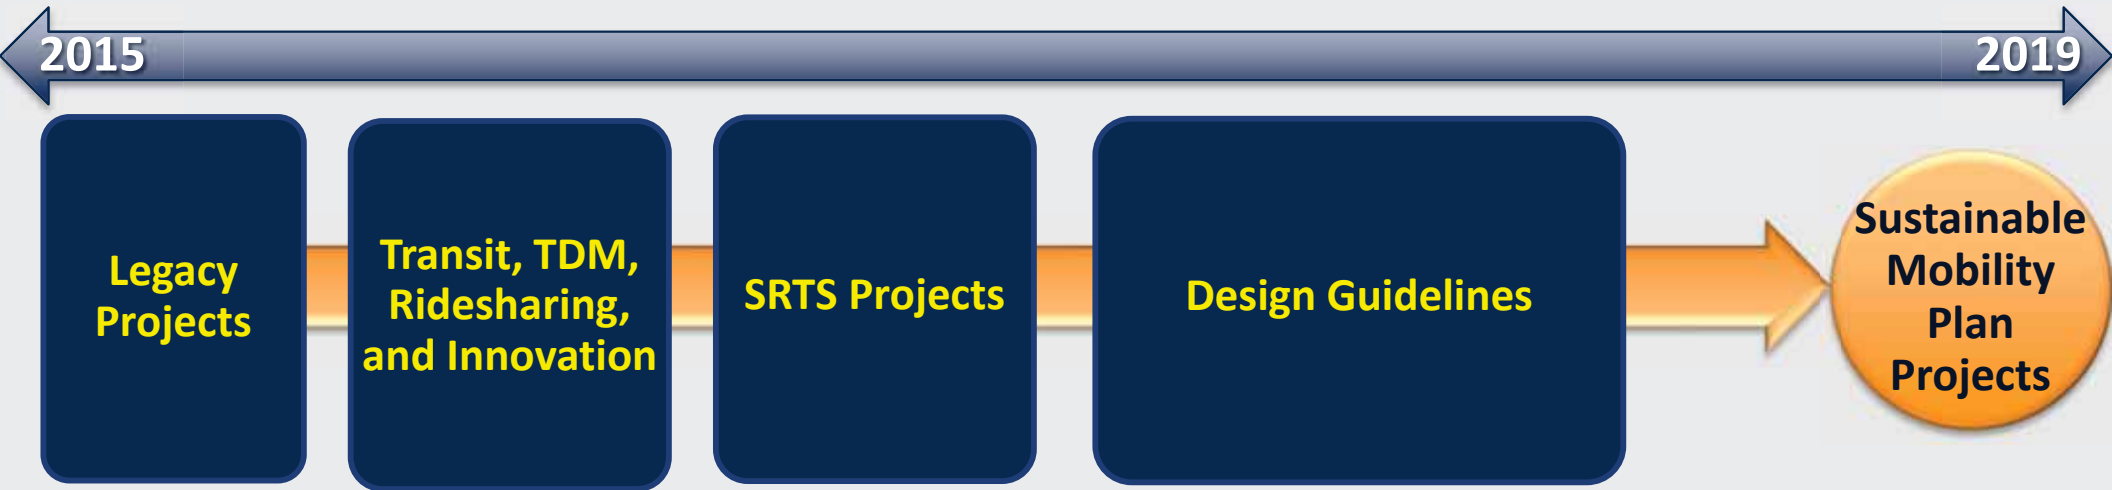 2015
2019
Legacy
Projects
Transit, TDM,
Ridesharing,
and Innovation
SRTS Projects
Design Guidelines
Sustainable
Mobility
Plan
Projects